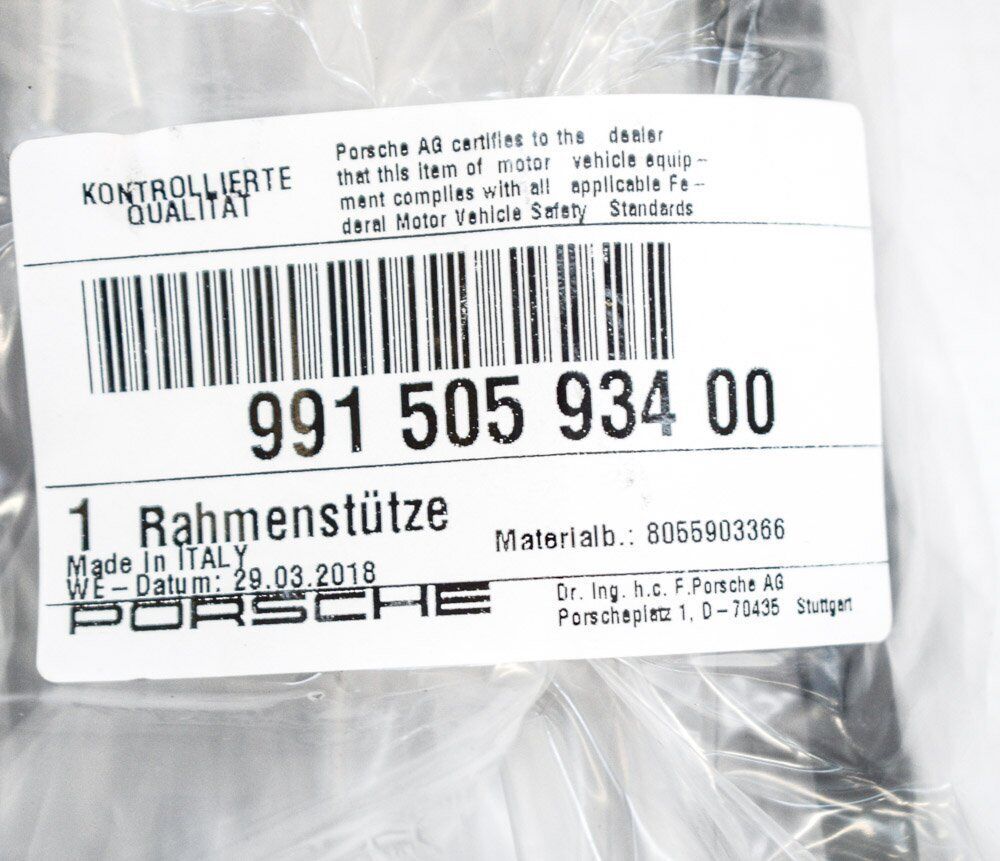 KONTROLLIERTE
QUALITÄT
Porsche AG certifies to the dealer
that this item of motor vehicle equip-
ment complies with all applicable Fe-
deral Motor Vehicle Safety Standards
991 505 934 00
1 Rahmenstütze
Made In ITALY
WE-Datum: 29.03.2018
Materialb.: 8055903366
PORSCHE
Dr. Ing. h.c. F.Porsche AG
Porscheplatz 1, D-70435 Stuttgart